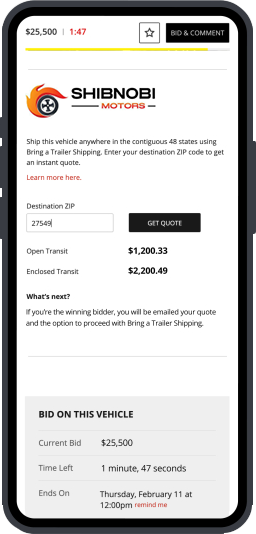 $25,500 | 1:47 BID & COMMENT
SHIBNOBI
MOTORS
Ship this vehicle anywhere in the contiguous 48 states using
Bring a Trailer Shipping. Enter your destination ZIP code to get
an instant quote.
Learn more here.
Destination ZIP
27549 GET QUOTE
Open Transit $1,200.33
Enclosed Transit $2,200.49
What's next?
If you're the winning bidder, you will be emailed your quote
and the option to proceed with Bring a Trailer Shipping.
BID ON THIS VEHICLE
Current Bid $25,500
Time Left 1 minute, 47 seconds
Ends On Thursday, February 11 at
12:00pm remind me